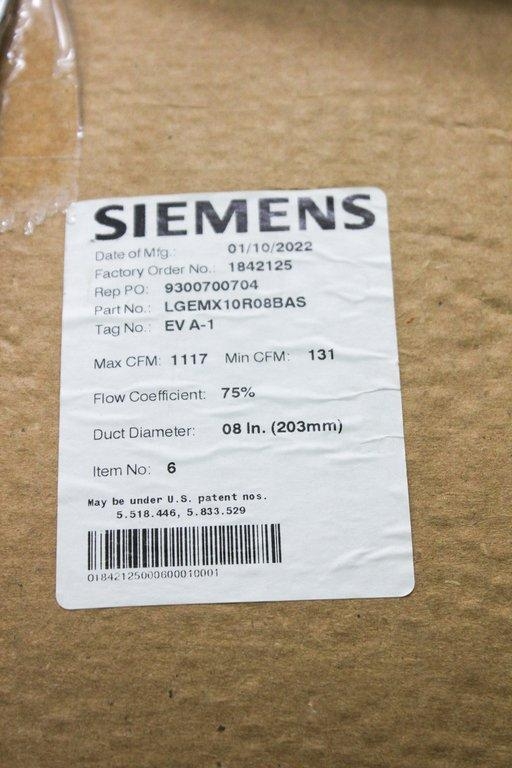 SIEMENS
Date of Mfg.: 01/10/2022
Factory Order No.: 1842125
Rep PO: 9300700704
Part No.: LGEMX10R08BAS
Tag No.: EV A-1
Max CFM: 1117 Min CFM: 131
Flow Coefficient: 75%
Duct Diameter: 08 In. (203mm)
Item No: 6
May be under U.S. patent nos.
5.518.446, 5.833.529
01842125000600010001